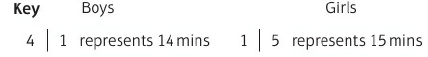 Key Boys Girls
4 | 1 represents 14 mins 1 | 5 represents 15 mins